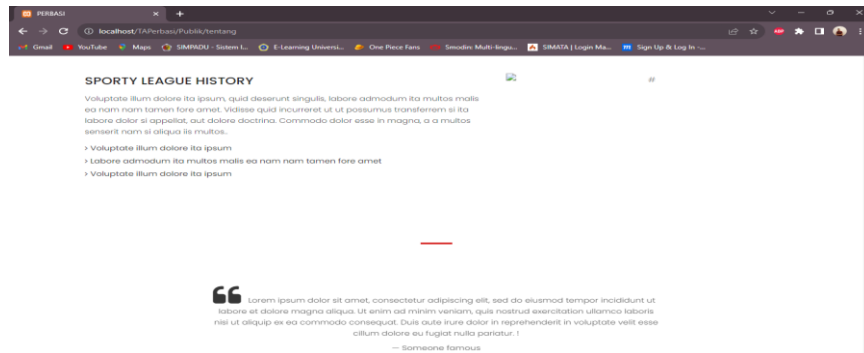 PERBASI
localhost/TAPerbasi/Publik/tentang
Gmail YouTube Maps SIMPADU - Sistem I... E-Learning Universi... One Piece Fans Smodin: Multi-lingu... SIMATA | Login Ma... Sign Up & Log In -...
SPORTY LEAGUE HISTORY
#
Voluptate illum dolore ita ipsum, quid deserunt singulis, labore admodum ita multos malis
ea nam nam tamen fore amet. Vidisse quid incurreret ut ut possumus transferrem si ita
labore dolor si appellat, aut dolore doctrina. Commodo dolor esse in magna, a a multos
senserit nam si aliqua iis multos..
› Voluptate illum dolore ita ipsum
› Labore admodum ita multos malis ea nam nam tamen fore amet
› Voluptate illum dolore ita ipsum
❝ Lorem ipsum dolor sit amet, consectetur adipiscing elit, sed do eiusmod tempor incididunt ut
labore et dolore magna aliqua. Ut enim ad minim veniam, quis nostrud exercitation ullamco laboris
nisi ut aliquip ex ea commodo consequat. Duis aute irure dolor in reprehenderit in voluptate velit esse
cillum dolore eu fugiat nulla pariatur. !
— Someone famous